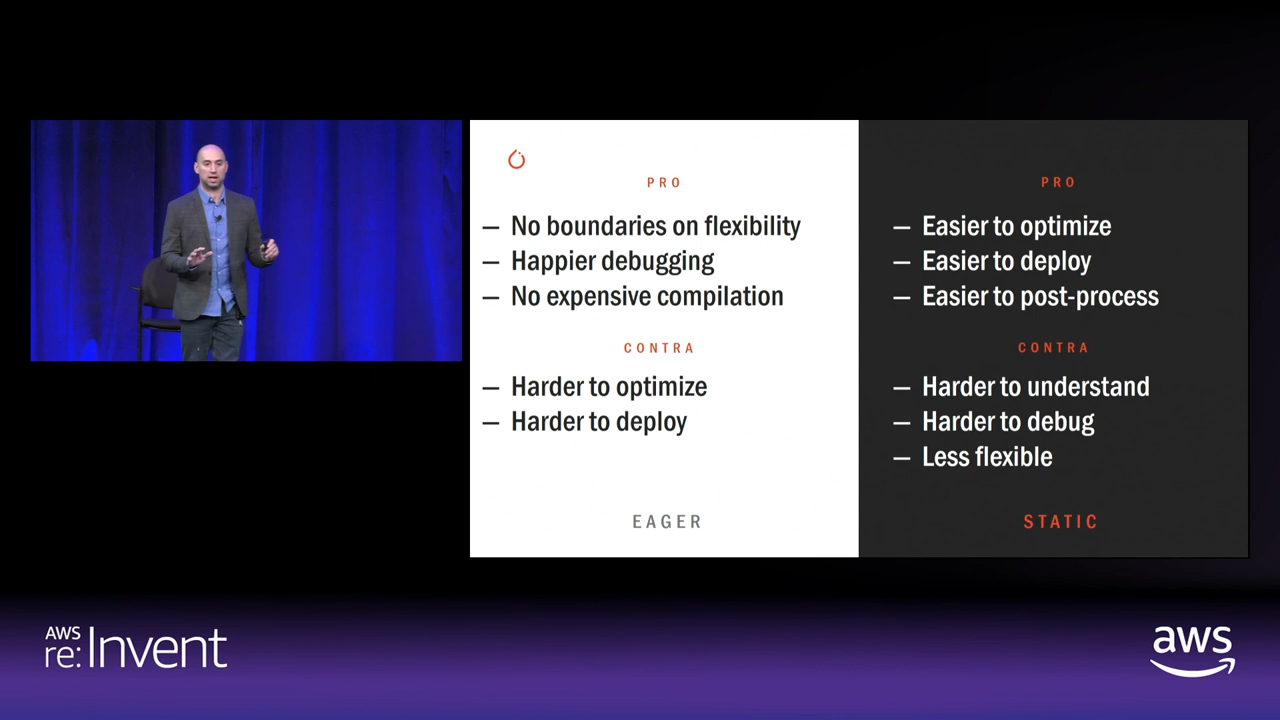 PRO
— No boundaries on flexibility
— Happier debugging
— No expensive compilation
CONTRA
— Harder to optimize
— Harder to deploy
EAGER
PRO
— Easier to optimize
— Easier to deploy
— Easier to post-process
CONTRA
— Harder to understand
— Harder to debug
— Less flexible
STATIC
AWS
re:Invent
aws